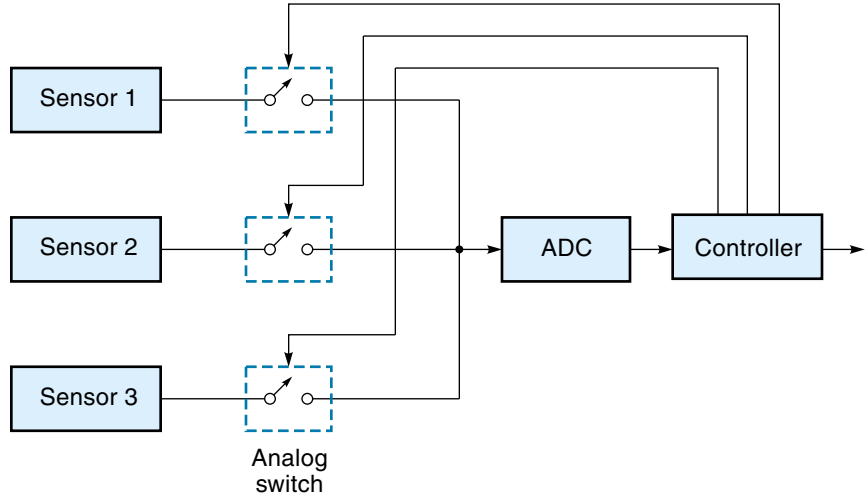 Sensor 1
Sensor 2
ADC
Controller
Sensor 3
Analog
switch